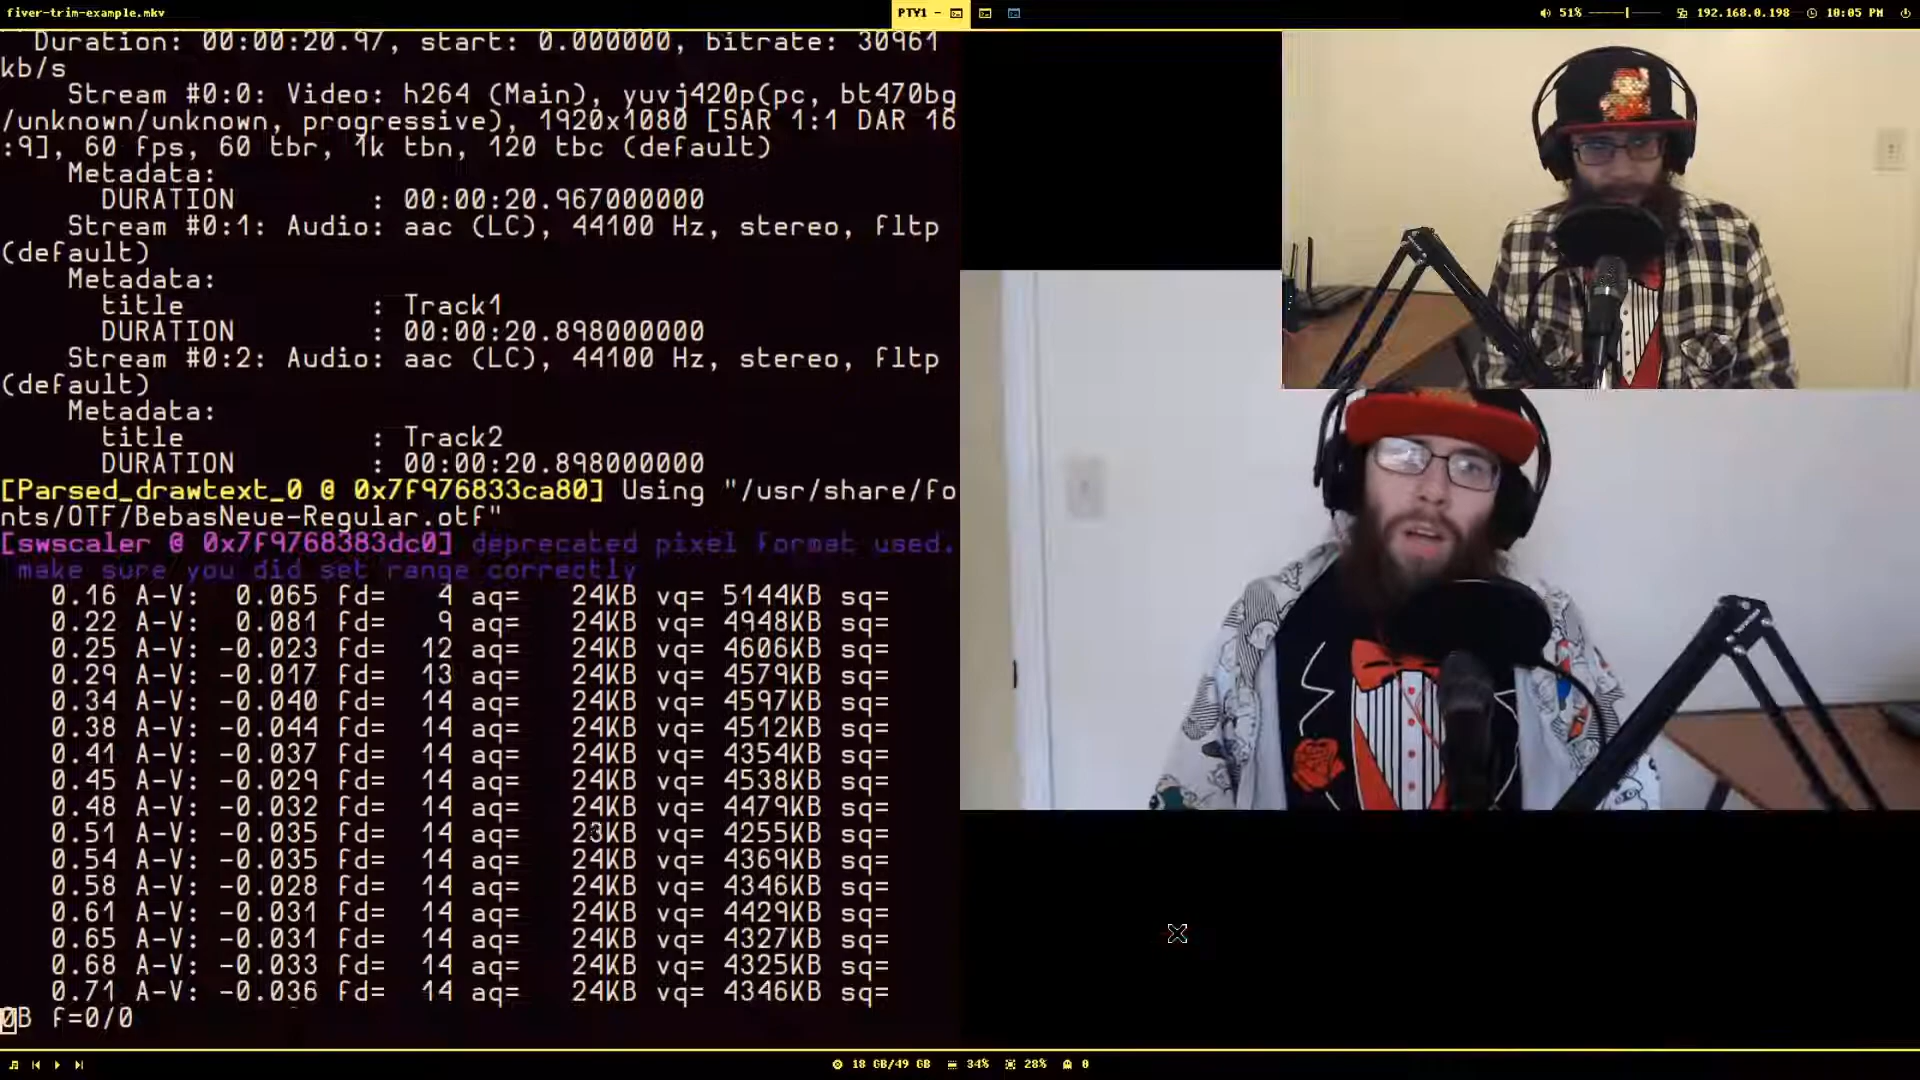 fiver-trim-example.mkv
PTY1 -
51%
192.168.0.198
10:05 PM
Duration: 00:00:20.97, start: 0.000000, bitrate: 30961
kb/s
Stream #0:0: Video: h264 (Main), yuvj420p(pc, bt470bg
/unknown/unknown, progressive), 1920x1080 [SAR 1:1 DAR 16
:9], 60 fps, 60 tbr, 1k tbn, 120 tbc (default)
Metadata:
DURATION : 00:00:20.967000000
Stream #0:1: Audio: aac (LC), 44100 Hz, stereo, fltp
(default)
Metadata:
title : Track1
DURATION : 00:00:20.898000000
Stream #0:2: Audio: aac (LC), 44100 Hz, stereo, fltp
(default)
Metadata:
title : Track2
DURATION : 00:00:20.898000000
[Parsed_drawtext_0 @ 0x7f976833ca80] Using "/usr/share/fo
nts/OTF/BebasNeue-Regular.otf"
[swscaler @ 0x7f9768383dc0] deprecated pixel format used.
make sure you did set range correctly
0.16 A-V: 0.065 fd= 4 aq= 24KB vq= 5144KB sq=
0.22 A-V: 0.081 fd= 9 aq= 24KB vq= 4948KB sq=
0.25 A-V: -0.023 fd= 12 aq= 24KB vq= 4606KB sq=
0.29 A-V: -0.017 fd= 13 aq= 24KB vq= 4579KB sq=
0.34 A-V: -0.040 fd= 14 aq= 24KB vq= 4597KB sq=
0.38 A-V: -0.044 fd= 14 aq= 24KB vq= 4512KB sq=
0.41 A-V: -0.037 fd= 14 aq= 24KB vq= 4354KB sq=
0.45 A-V: -0.029 fd= 14 aq= 24KB vq= 4538KB sq=
0.48 A-V: -0.032 fd= 14 aq= 24KB vq= 4479KB sq=
0.51 A-V: -0.035 fd= 14 aq= 23KB vq= 4255KB sq=
0.54 A-V: -0.035 fd= 14 aq= 24KB vq= 4369KB sq=
0.58 A-V: -0.028 fd= 14 aq= 24KB vq= 4346KB sq=
0.61 A-V: -0.031 fd= 14 aq= 24KB vq= 4429KB sq=
0.65 A-V: -0.031 fd= 14 aq= 24KB vq= 4327KB sq=
0.68 A-V: -0.033 fd= 14 aq= 24KB vq= 4325KB sq=
0.71 A-V: -0.036 fd= 14 aq= 24KB vq= 4346KB sq=
0B f=0/0
18 GB/49 GB
34%
28%
0